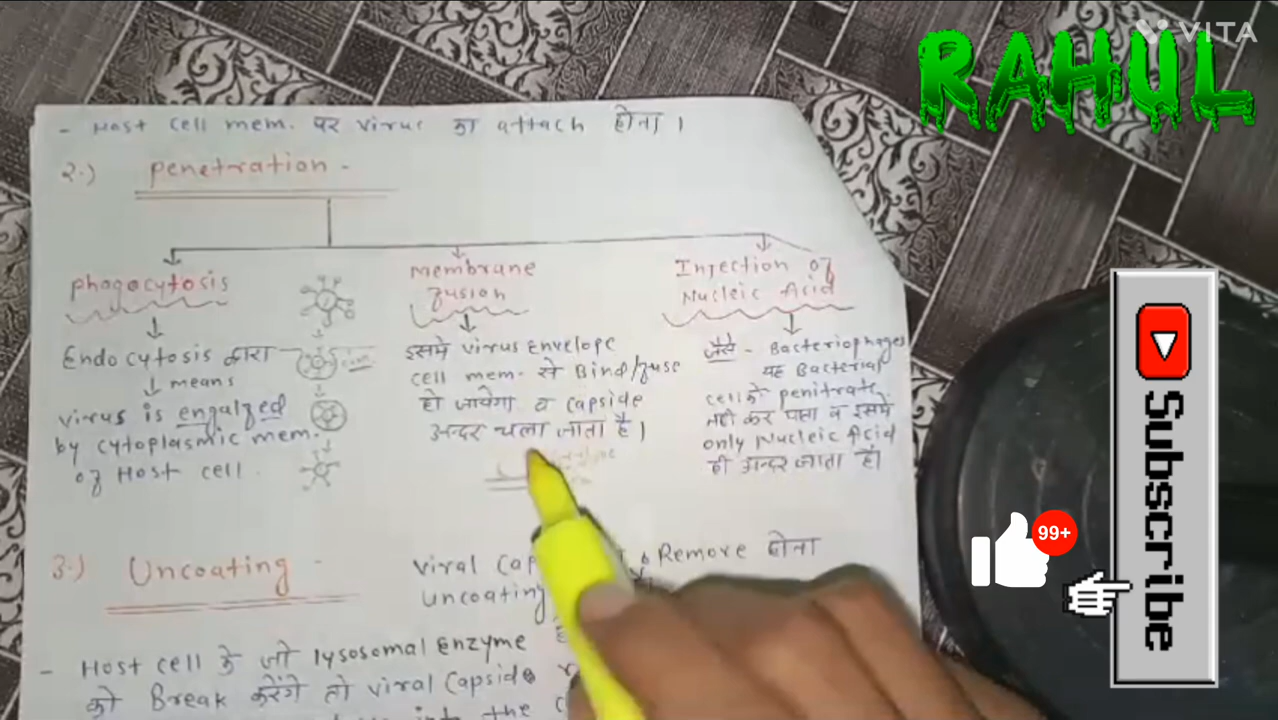 VITA
RAHUL
- Host cell mem. पर virus का attach होना ।
2.) Penetration -
Phagocytosis
Endocytosis द्वारा
means
virus is engalzed
by cytoplasmic mem.
of Host cell.
Membrane
fusion
इसमे virus envelope
cell mem- से Bind/fuse
हो जायेगा व capside
अन्दर चला जाता है ।
Injection of
Nucleic Acid
जैसे - Bacteriophages
यह Bacterial
cell को penitrate
नही कर पाता व इसमे
only Nucleic Acid
ही अन्दर जाता है।
3.) Uncoating -
viral Remove होना
uncoating
- Host cell के जो lysosomal Enzyme
को Break करेंगे तो viral capside
into the
99+
Subscribe